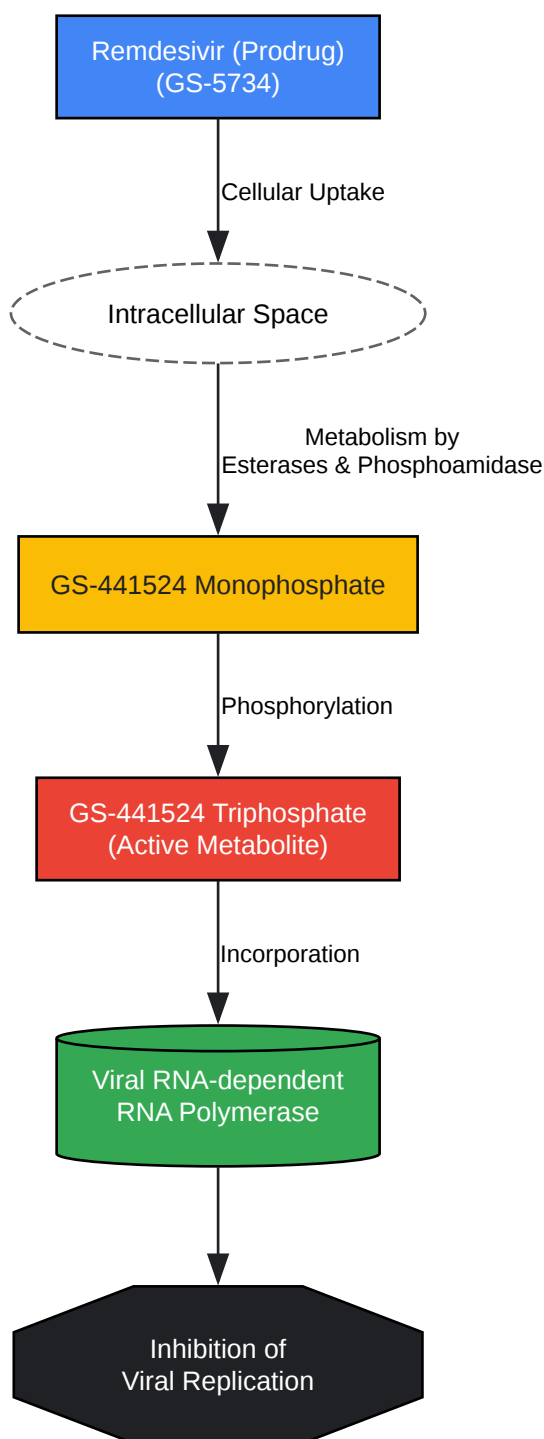 Remdesivir (Prodrug)
(GS-5734)
Cellular Uptake
Intracellular Space
Metabolism by
Esterases & Phosphoamidase
GS-441524 Monophosphate
Phosphorylation
GS-441524 Triphosphate
(Active Metabolite)
Incorporation
Viral RNA-dependent
RNA Polymerase
Inhibition of
Viral Replication